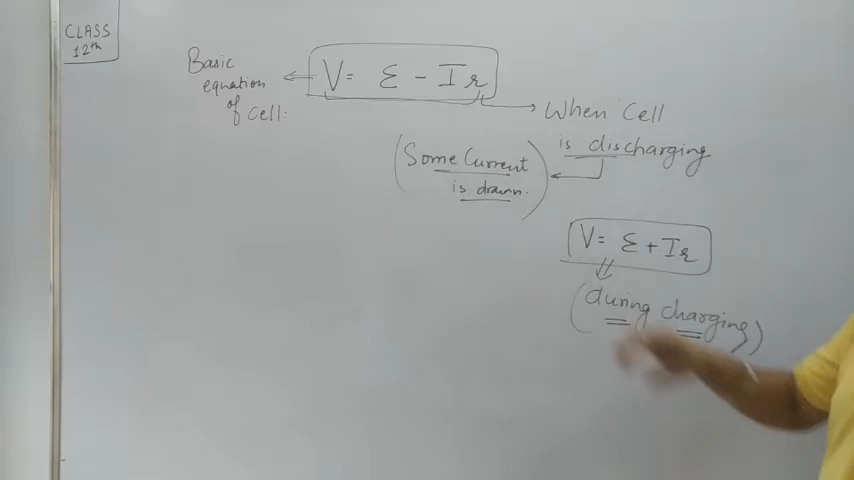 CLASS
12th
Basic
equation
of Cell:
V = ε - Ir
When Cell
is discharging
(Some Current
is drawn.)
V = ε + Ir
(during charging)